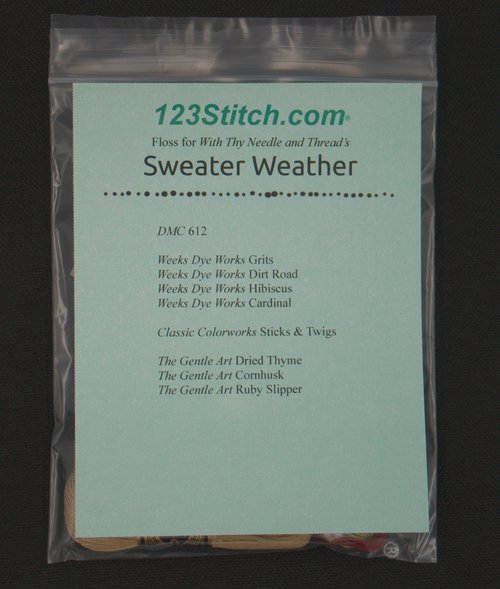 123Stitch.com®
Floss for With Thy Needle and Thread's
Sweater Weather
DMC 612
Weeks Dye Works Grits
Weeks Dye Works Dirt Road
Weeks Dye Works Hibiscus
Weeks Dye Works Cardinal
Classic Colorworks Sticks & Twigs
The Gentle Art Dried Thyme
The Gentle Art Cornhusk
The Gentle Art Ruby Slipper
®